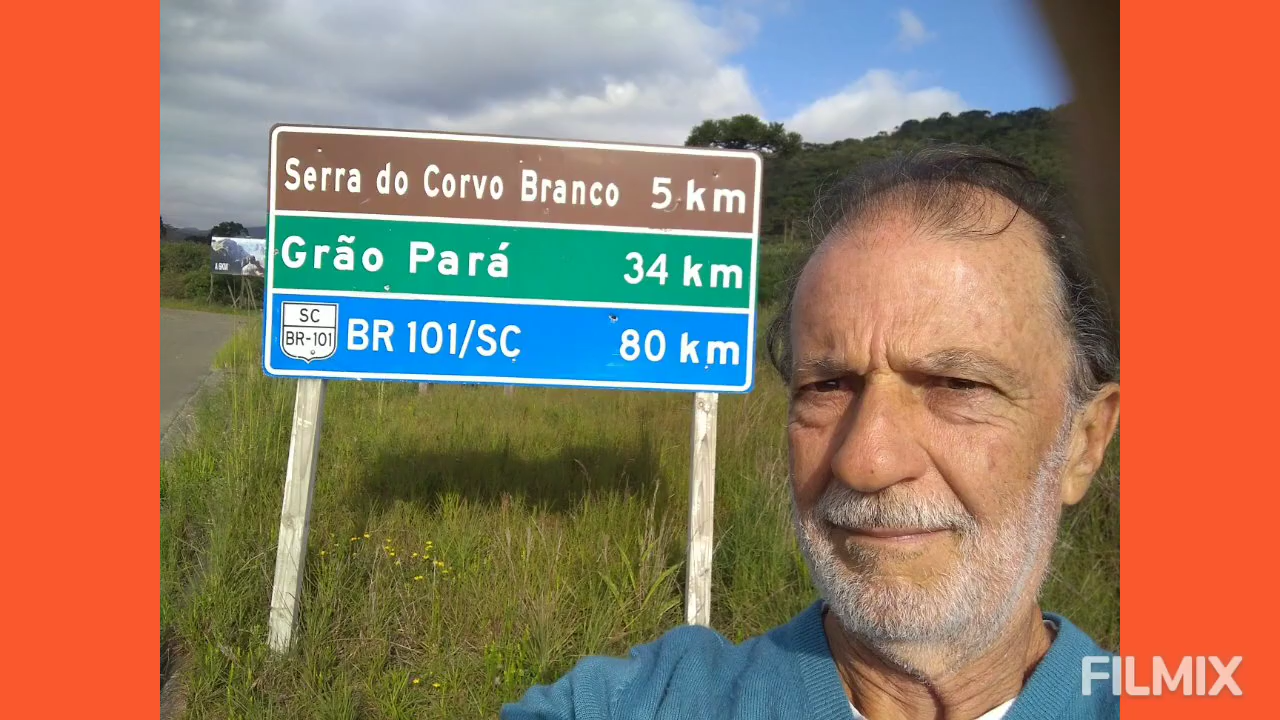 Serra do Corvo Branco 5 km
Grão Pará 34 km
SC
BR-101
BR 101/SC 80 km
FILMIX